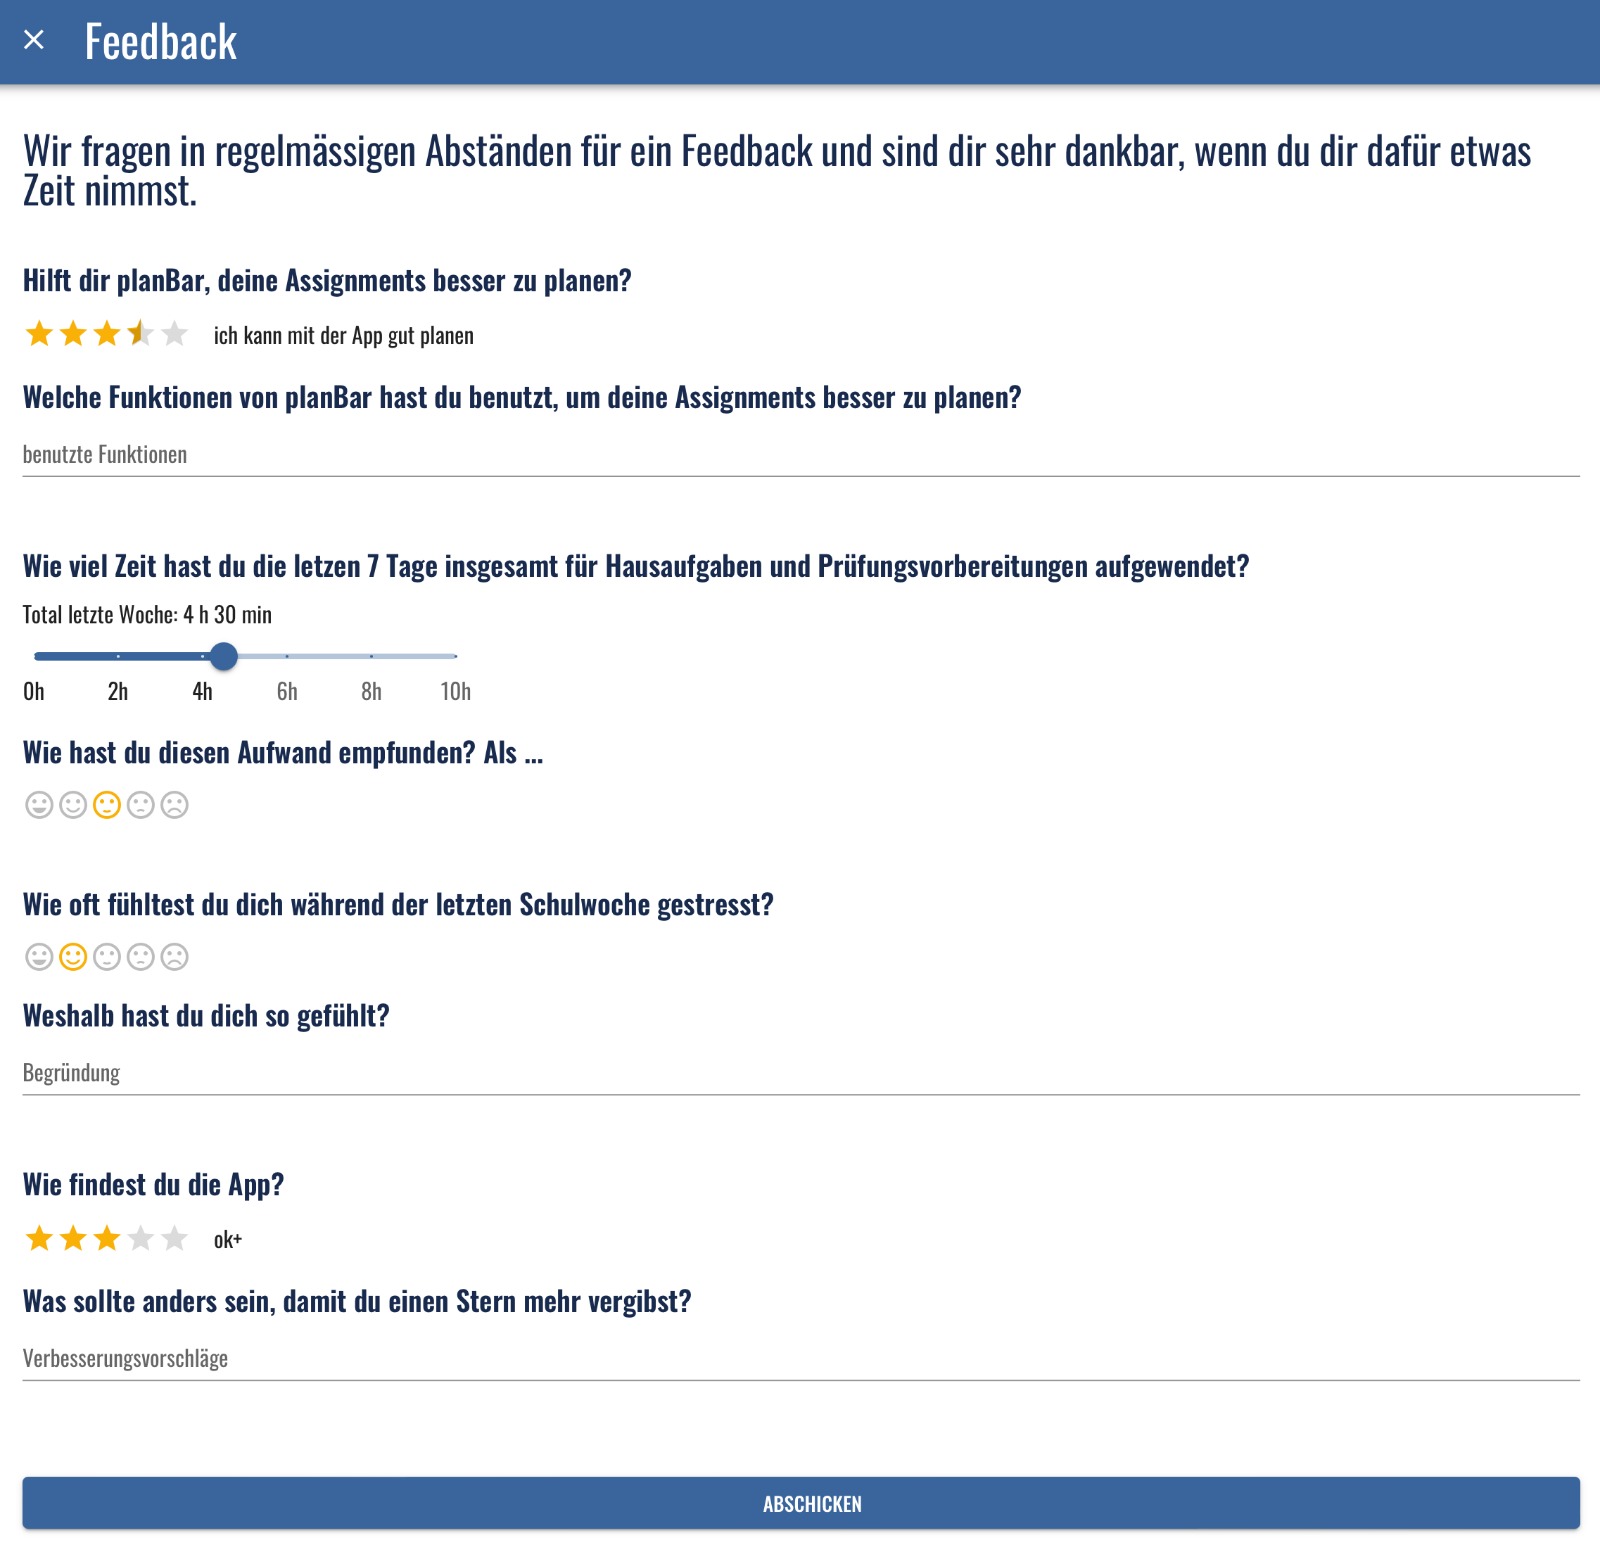 Feedback
Wir fragen in regelmässigen Abständen für ein Feedback und sind dir sehr dankbar, wenn du dir dafür etwas
Zeit nimmst.
Hilft dir planBar, deine Assignments besser zu planen?
ich kann mit der App gut planen
Welche Funktionen von planBar hast du benutzt, um deine Assignments besser zu planen?
benutzte Funktionen
Wie viel Zeit hast du die letzen 7 Tage insgesamt für Hausaufgaben und Prüfungsvorbereitungen aufgewendet?
Total letzte Woche: 4 h 30 min
0h 2h 4h 6h 8h 10h
Wie hast du diesen Aufwand empfunden? Als ...
Wie oft fühltest du dich während der letzten Schulwoche gestresst?
Weshalb hast du dich so gefühlt?
Begründung
Wie findest du die App?
ok+
Was sollte anders sein, damit du einen Stern mehr vergibst?
Verbesserungsvorschläge
ABSCHICKEN